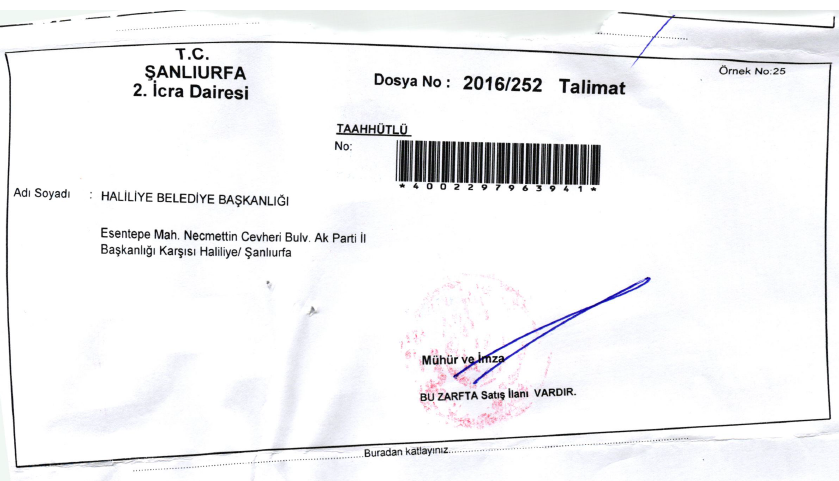 T.C.
ŞANLIURFA
2. İcra Dairesi
Dosya No : 2016/252 Talimat
Örnek No:25
TAAHHÜTLÜ
No:
*4002297963941*
Adı Soyadı : HALİLİYE BELEDİYE BAŞKANLIĞI
Esentepe Mah. Necmettin Cevheri Bulv. Ak Parti İl
Başkanlığı Karşısı Haliliye/ Şanlıurfa
Mühür ve İmza
BU ZARFTA Satış İlanı VARDIR.
Buradan katlayınız